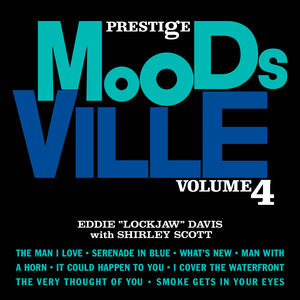 PRESTiGe
MOODS
VILLE
VOLUME 4
EDDIE "LOCKJAW" DAVIS
with SHIRLEY SCOTT
THE MAN I LOVE • SERENADE IN BLUE • WHAT'S NEW • MAN WITH
A HORN • IT COULD HAPPEN TO YOU • I COVER THE WATERFRONT
THE VERY THOUGHT OF YOU • SMOKE GETS IN YOUR EYES